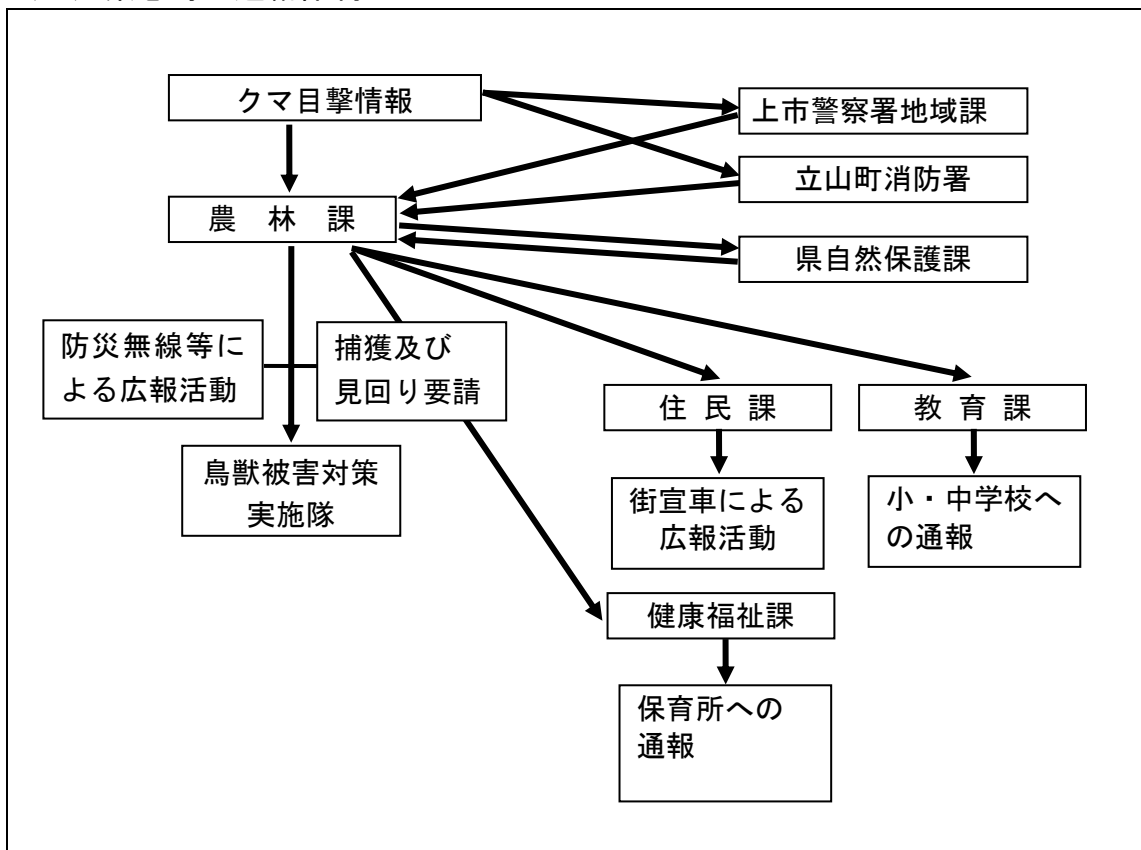 クマ目撃情報
上市警察署地域課
立山町消防署
農 林 課
県自然保護課
防災無線等に
よる広報活動
捕獲及び
見回り要請
住 民 課
教 育 課
鳥獣被害対策
実施隊
街宣車による
広報活動
小・中学校へ
の通報
健康福祉課
保育所への
通報